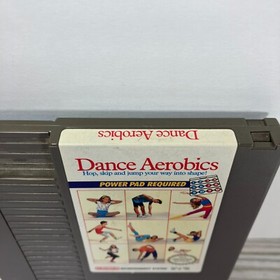 Dance Aerobics
Dance Aerobics
Hop, skip and jump your way into shape!
POWER PAD REQUIRED